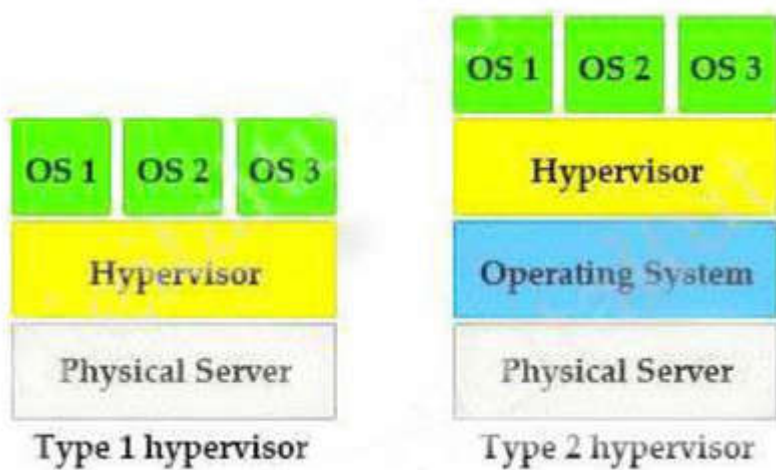 OS 1 OS 2 OS 3
Hypervisor
Physical Server
Type 1 hypervisor
OS 1 OS 2 OS 3
Hypervisor
Operating System
Physical Server
Type 2 hypervisor